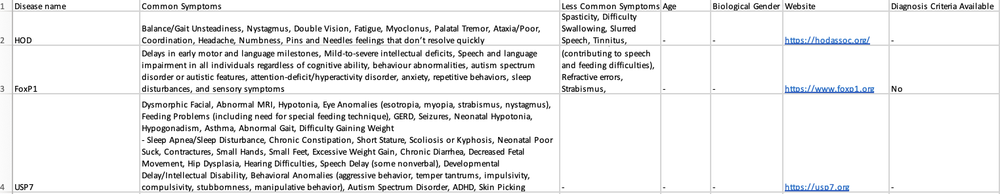 1 Disease name Common Symptoms Less Common Symptoms Age Biological Gender Website Diagnosis Criteria Available
Spasticity, Difficulty
Balance/Gait Unsteadiness, Nystagmus, Double Vision, Fatigue, Myoclonus, Palatal Tremor, Ataxia/Poor, Swallowing, Slurred
2 HOD Coordination, Headache, Numbness, Pins and Needles feelings that don't resolve quickly Speech, Tinnitus, - - https://hodassoc.org/ -
Delays in early motor and language milestones, Mild-to-severe intellectual deficits, Speech and language (contributing to speech
impairment in all individuals regardless of cognitive ability, behaviour abnormalities, autism spectrum and feeding difficulties),
disorder or autistic features, attention-deficit/hyperactivity disorder, anxiety, repetitive behaviors, sleep Refractive errors,
3 FoxP1 disturbances, and sensory symptoms Strabismus, - - https://www.foxp1.org No
Dysmorphic Facial, Abnormal MRI, Hypotonia, Eye Anomalies (esotropia, myopia, strabismus, nystagmus),
Feeding Problems (including need for special feeding technique), GERD, Seizures, Neonatal Hypotonia,
Hypogonadism, Asthma, Abnormal Gait, Difficulty Gaining Weight
- Sleep Apnea/Sleep Disturbance, Chronic Constipation, Short Stature, Scoliosis or Kyphosis, Neonatal Poor
Suck, Contractures, Small Hands, Small Feet, Excessive Weight Gain, Chronic Diarrhea, Decreased Fetal
Movement, Hip Dysplasia, Hearing Difficulties, Speech Delay (some nonverbal), Developmental
Delay/Intellectual Disability, Behavioral Anomalies (aggressive behavior, temper tantrums, impulsivity,
4 USP7 compulsivity, stubbornness, manipulative behavior), Autism Spectrum Disorder, ADHD, Skin Picking - - - https://usp7.org -